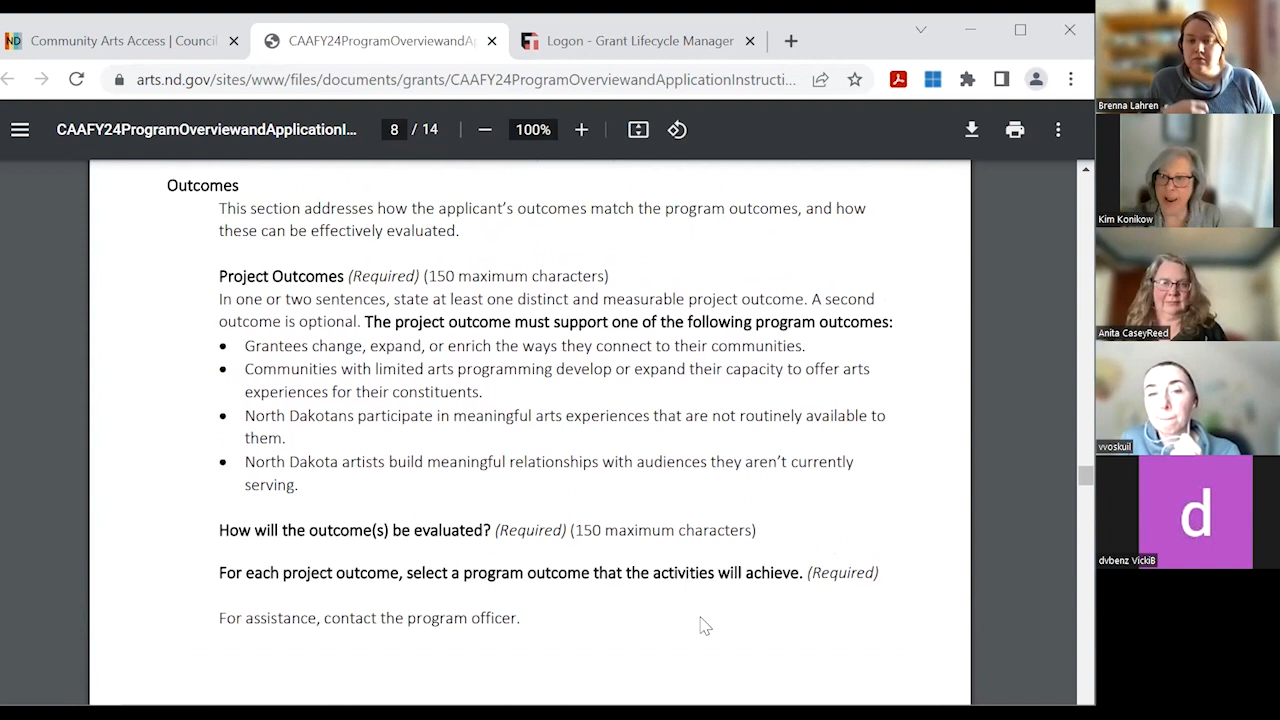 ND Community Arts Access | Council
CAAFY24ProgramOverviewandA
Logon - Grant Lifecycle Manager
arts.nd.gov/sites/www/files/documents/grants/CAAFY24ProgramOverviewandApplicationInstructi...
CAAFY24ProgramOverviewandApplicationI... 8 / 14 100%
Outcomes
This section addresses how the applicant's outcomes match the program outcomes, and how
these can be effectively evaluated.
Project Outcomes (Required) (150 maximum characters)
In one or two sentences, state at least one distinct and measurable project outcome. A second
outcome is optional. The project outcome must support one of the following program outcomes:
• Grantees change, expand, or enrich the ways they connect to their communities.
• Communities with limited arts programming develop or expand their capacity to offer arts
experiences for their constituents.
• North Dakotans participate in meaningful arts experiences that are not routinely available to
them.
• North Dakota artists build meaningful relationships with audiences they aren't currently
serving.
How will the outcome(s) be evaluated? (Required) (150 maximum characters)
For each project outcome, select a program outcome that the activities will achieve. (Required)
For assistance, contact the program officer.
Brenna Lahren
Kim Konikow
Anita CaseyReed
vvoskuil
d
dvbenz VickiB